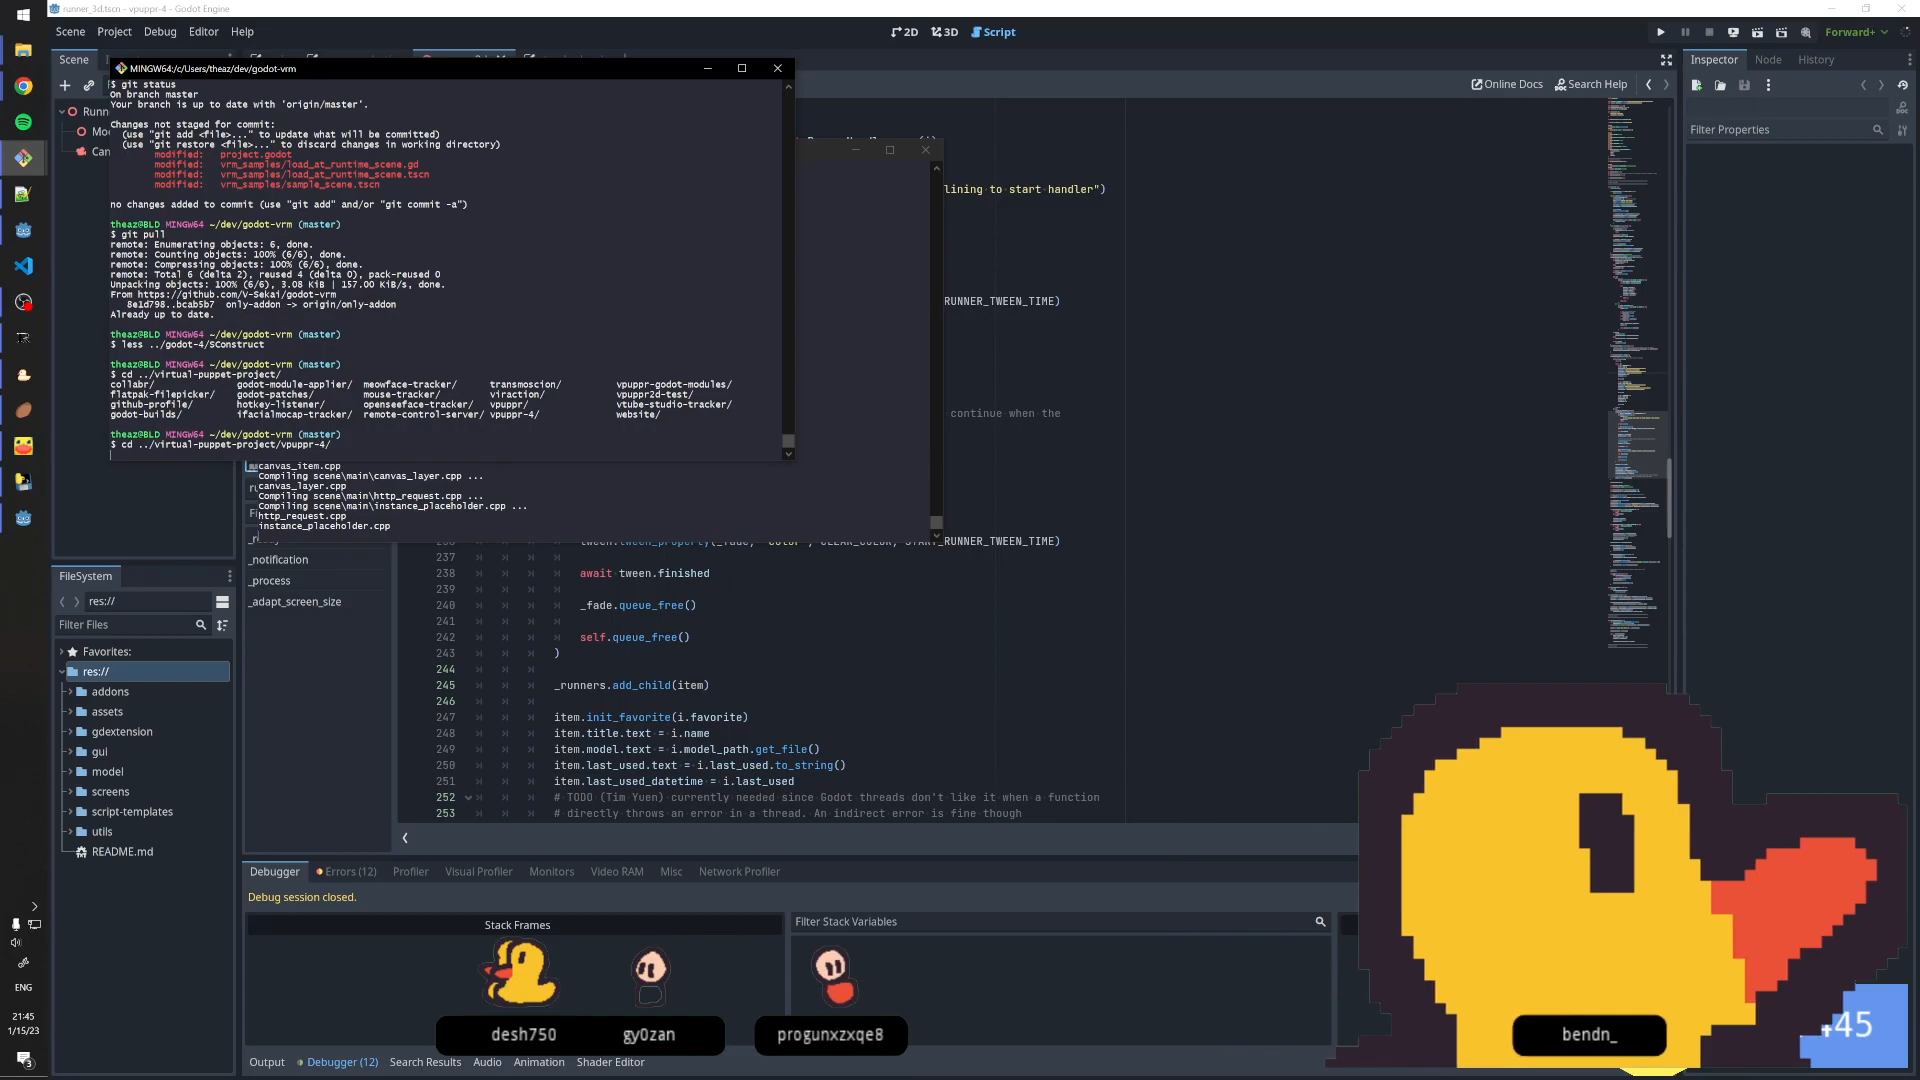 runner_3d.tscn - vpuppr-4 - Godot Engine
Scene Project Debug Editor Help
2D 3D Script
Forward+
Scene
Inspector Node History
MINGW64:/c/Users/theaz/dev/godot-vrm
Online Docs Search Help
Filter Properties
$ git status
On branch master
Your branch is up to date with 'origin/master'.
Changes not staged for commit:
(use "git add <file>..." to update what will be committed)
(use "git restore <file>..." to discard changes in working directory)
modified: project.godot
modified: vrm_samples/load_at_runtime_scene.gd
modified: vrm_samples/load_at_runtime_scene.tscn
modified: vrm_samples/sample_scene.tscn
no changes added to commit (use "git add" and/or "git commit -a")
theaz@BLD MINGW64 ~/dev/godot-vrm (master)
$ git pull
remote: Enumerating objects: 6, done.
remote: Counting objects: 100% (6/6), done.
remote: Compressing objects: 100% (6/6), done.
remote: Total 6 (delta 2), reused 4 (delta 0), pack-reused 0
Unpacking objects: 100% (6/6), 3.08 KiB | 157.00 KiB/s, done.
From https://github.com/V-Sekai/godot-vrm
8e1d798..bcab5b7 only-addon -> origin/only-addon
Already up to date.
theaz@BLD MINGW64 ~/dev/godot-vrm (master)
$ less ../godot-4/SConstruct
theaz@BLD MINGW64 ~/dev/godot-vrm (master)
$ cd ../virtual-puppet-project/
collabr/ godot-module-applier/ meowface-tracker/ transmoscion/ vpuppr-godot-modules/
flatpak-filepicker/ godot-patches/ mouse-tracker/ viraction/ vpuppr2d-test/
github-profile/ hotkey-listener/ openseeface-tracker/ vpuppr/ vtube-studio-tracker/
godot-builds/ ifacialmocap-tracker/ remote-control-server/ vpuppr-4/ website/
theaz@BLD MINGW64 ~/dev/godot-vrm (master)
$ cd ../virtual-puppet-project/vpuppr-4/
Runn
Mo
Can
lining to start handler")
RUNNER_TWEEN_TIME)
continue when the
canvas_item.cpp
Compiling scene\main\canvas_layer.cpp ...
canvas_layer.cpp
Compiling scene\main\http_request.cpp ...
Compiling scene\main\instance_placeholder.cpp ...
http_request.cpp
instance_placeholder.cpp
_notification
_process
_adapt_screen_size
RUNNER_TWEEN_TIME)
237
238 await tween.finished
239
240 _fade.queue_free()
241
242 self.queue_free()
243 )
244
245 _runners.add_child(item)
246
247 item.init_favorite(i.favorite)
248 item.title.text = i.name
249 item.model.text = i.model_path.get_file()
250 item.last_used.text = i.last_used.to_string()
251 item.last_used_datetime = i.last_used
252 # TODO (Tim Yuen) currently needed since Godot threads don't like it when a function
253 # directly throws an error in a thread. An indirect error is fine though
FileSystem
res://
Filter Files
Favorites:
res://
addons
assets
gdextension
gui
model
screens
script-templates
utils
README.md
Debugger Errors (12) Profiler Visual Profiler Monitors Video RAM Misc Network Profiler
Debug session closed.
Stack Frames
Filter Stack Variables
desh750
gy0zan
progunxzxqe8
bendn_
+45
Output Debugger (12) Search Results Audio Animation Shader Editor
ENG
21:45
1/15/23
3